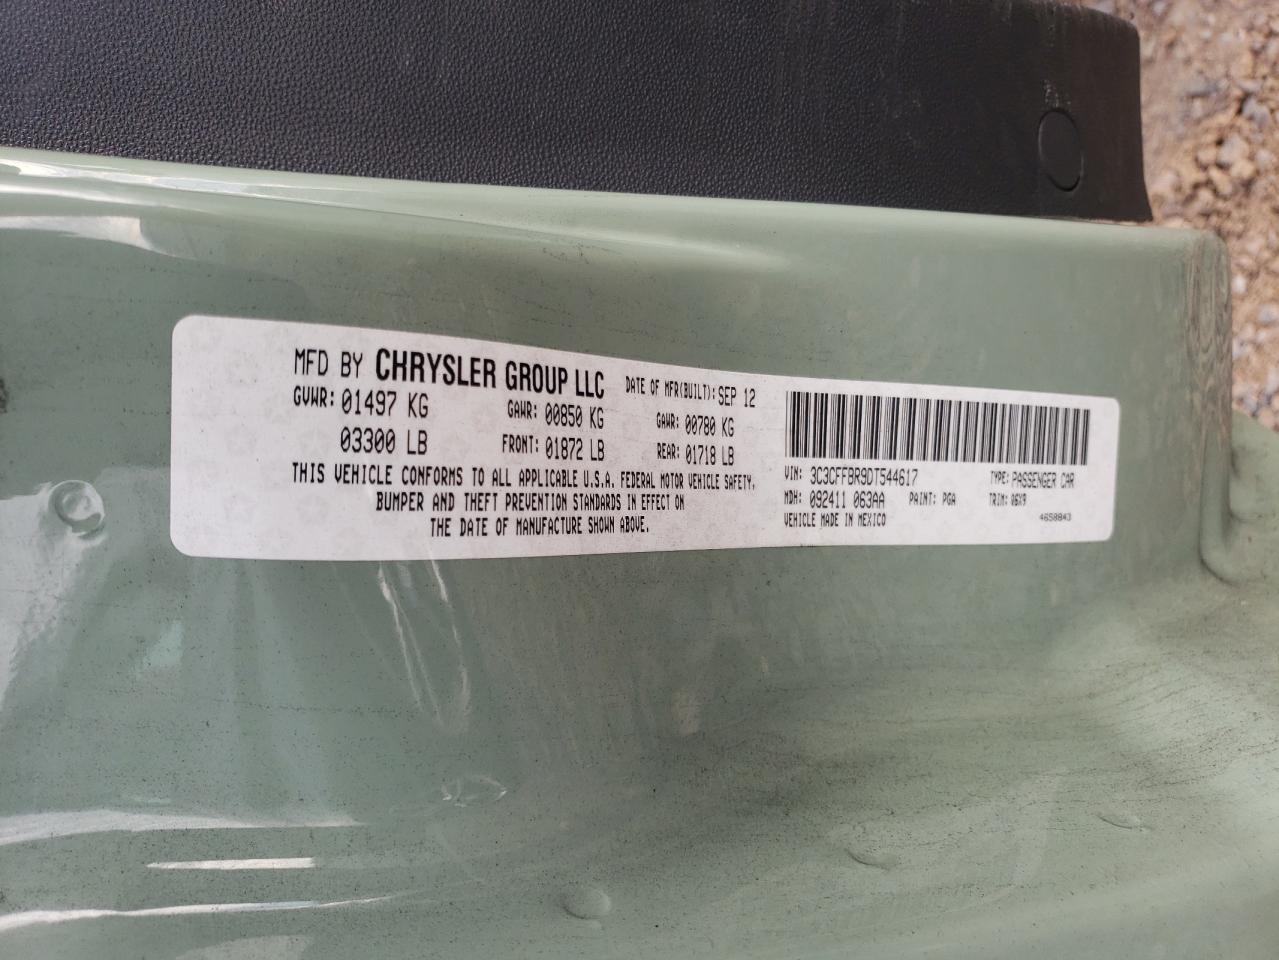 MFD BY CHRYSLER GROUP LLC DATE OF MFR(BUILT): SEP 12
GVWR: 01497 KG GAWR: 00850 KG GAWR: 00780 KG
03300 LB FRONT: 01872 LB REAR: 01718 LB
THIS VEHICLE CONFORMS TO ALL APPLICABLE U.S.A. FEDERAL MOTOR VEHICLE SAFETY,
BUMPER AND THEFT PREVENTION STANDARDS IN EFFECT ON
THE DATE OF MANUFACTURE SHOWN ABOVE.
VIN: 3C3CFFBR9DT544617 TYPE: PASSENGER CAR
MDH: 092411 063AA PAINT: PGA TRIM: 06X9
VEHICLE MADE IN MEXICO 4658843